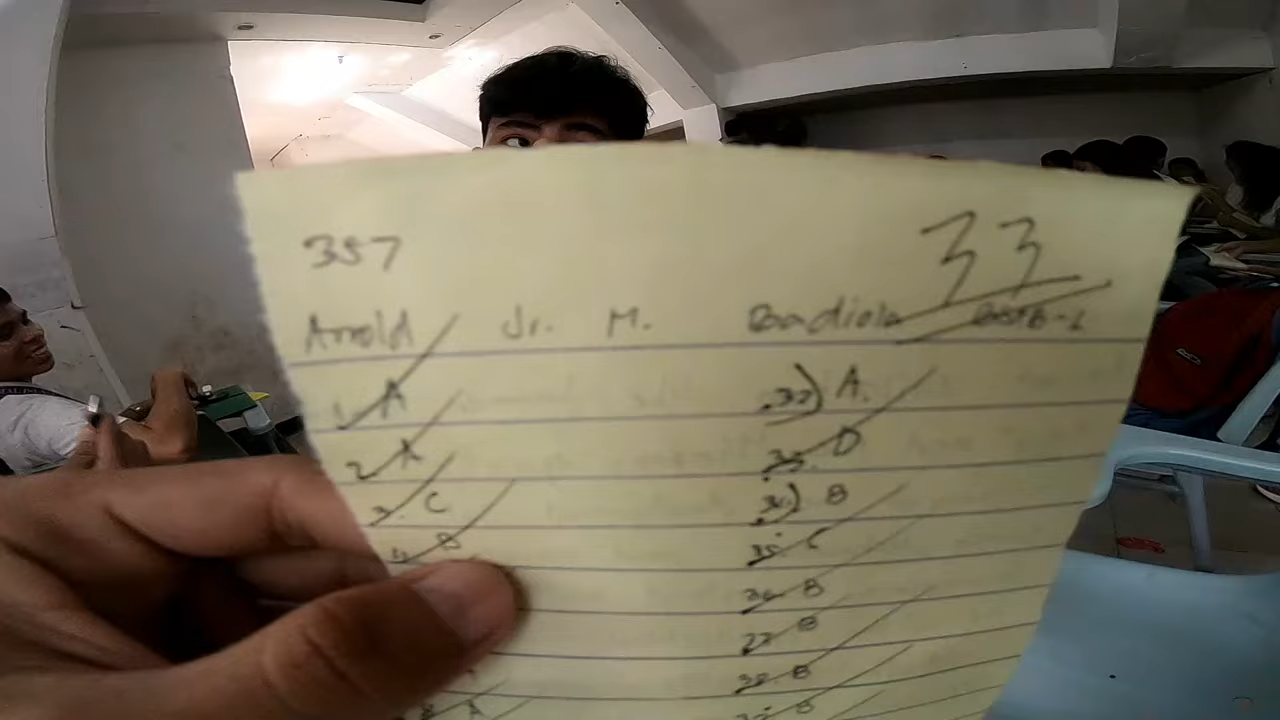 357
33
Arnold Jr. M. Badiola
1. A
2. A
3. C
4. B
A
32) A.
33. D
34.) B
35. C
36 B
37 B
38. B
B